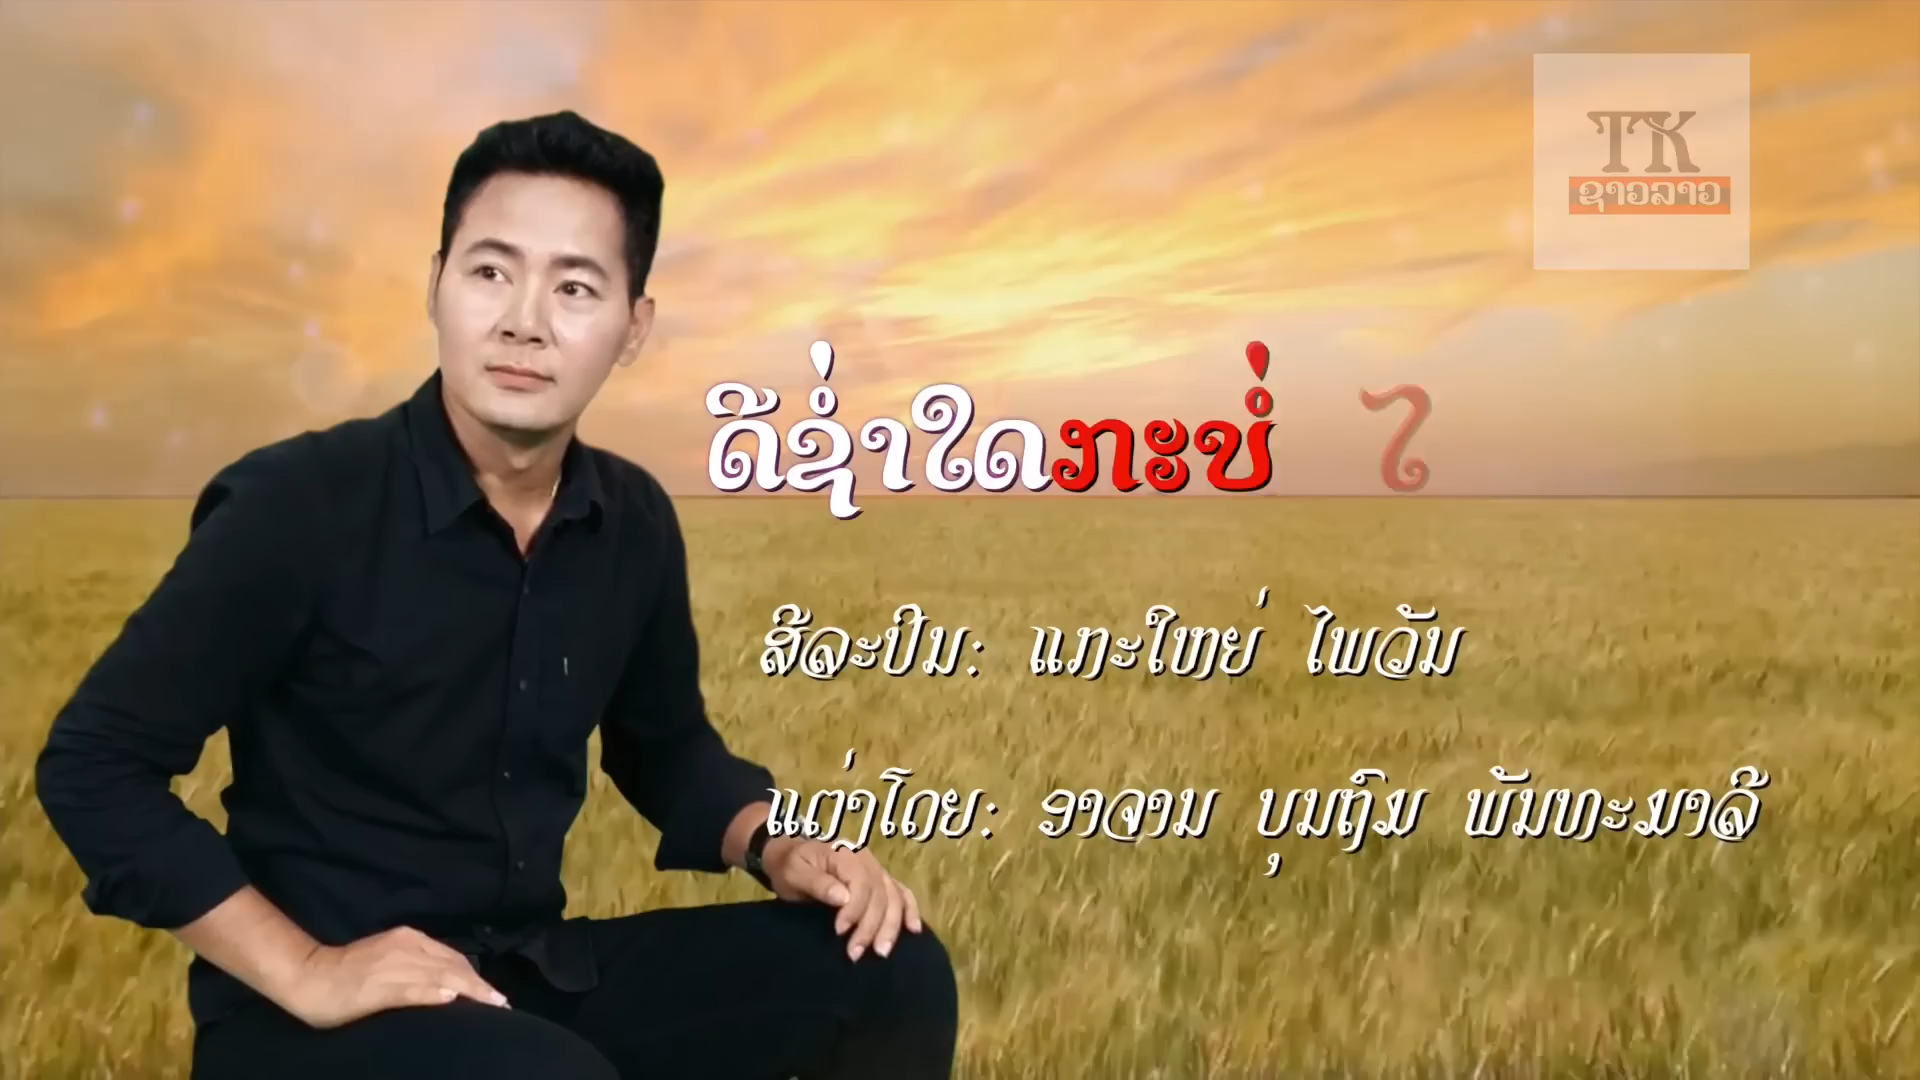 TK
ຊາວລາວ
ດີຊ່ຳໃດກະບໍ່ ໄ
ສິລະປິນ: ແກະໃຫຍ່ ໄພວັນ
ແຕ່ງໂດຍ: ອາຈານ ບຸນຖົມ ພັນທະມາລີ